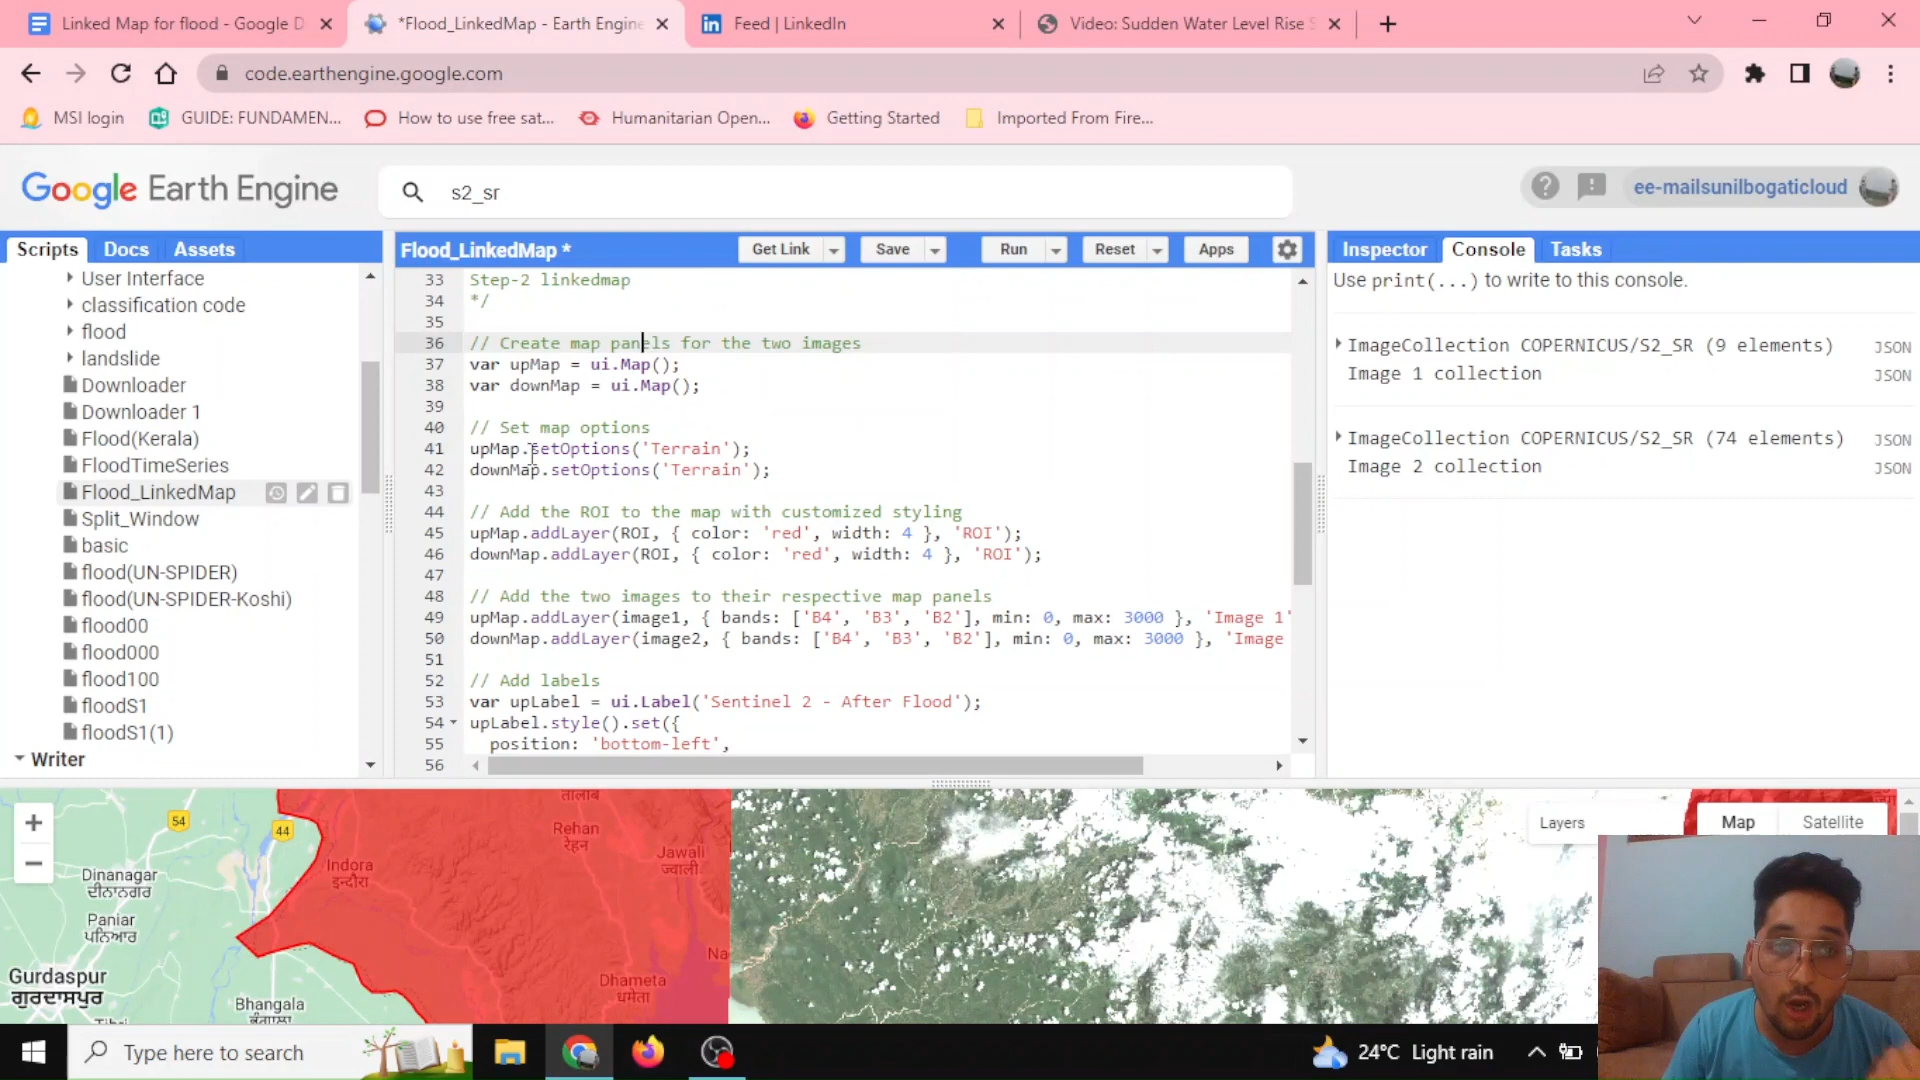 Linked Map for flood - Google D
*Flood_LinkedMap - Earth Engine
Feed | LinkedIn
Video: Sudden Water Level Rise S
code.earthengine.google.com
MSI login
GUIDE: FUNDAMEN...
How to use free sat...
Humanitarian Open...
Getting Started
Imported From Fire...
Google Earth Engine
s2_sr
ee-mailsunilbogaticloud
Scripts Docs Assets
User Interface
classification code
flood
landslide
Downloader
Downloader 1
Flood(Kerala)
FloodTimeSeries
Flood_LinkedMap
Split_Window
basic
flood(UN-SPIDER)
flood(UN-SPIDER-Koshi)
flood00
flood000
flood100
floodS1
floodS1(1)
Writer
Flood_LinkedMap *
Get Link Save Run Reset Apps
33 Step-2 linkedmap
34 */
35
36 // Create map panels for the two images
37 var upMap = ui.Map();
38 var downMap = ui.Map();
39
40 // Set map options
41 upMap.setOptions('Terrain');
42 downMap.setOptions('Terrain');
43
44 // Add the ROI to the map with customized styling
45 upMap.addLayer(ROI, { color: 'red', width: 4 }, 'ROI');
46 downMap.addLayer(ROI, { color: 'red', width: 4 }, 'ROI');
47
48 // Add the two images to their respective map panels
49 upMap.addLayer(image1, { bands: ['B4', 'B3', 'B2'], min: 0, max: 3000 }, 'Image 1'
50 downMap.addLayer(image2, { bands: ['B4', 'B3', 'B2'], min: 0, max: 3000 }, 'Image
51
52 // Add labels
53 var upLabel = ui.Label('Sentinel 2 - After Flood');
54 upLabel.style().set({
55 position: 'bottom-left',
56
Inspector Console Tasks
Use print(...) to write to this console.
ImageCollection COPERNICUS/S2_SR (9 elements) JSON
Image 1 collection JSON
ImageCollection COPERNICUS/S2_SR (74 elements) JSON
Image 2 collection JSON
54
44
Dinanagar
ਦੀਨਾਨਗਰ
Paniar
ਪਨਿਆਰ
Gurdaspur
ਗੁਰਦਾਸਪੁਰ
Bhangala
ਭੰਗਾਲਾ
Indora
इन्दौरा
Rehan
रेहन
Jawali
ज्वाली
Na
Dhameta
धमेटा
Layers
Map Satellite
Type here to search
24°C Light rain